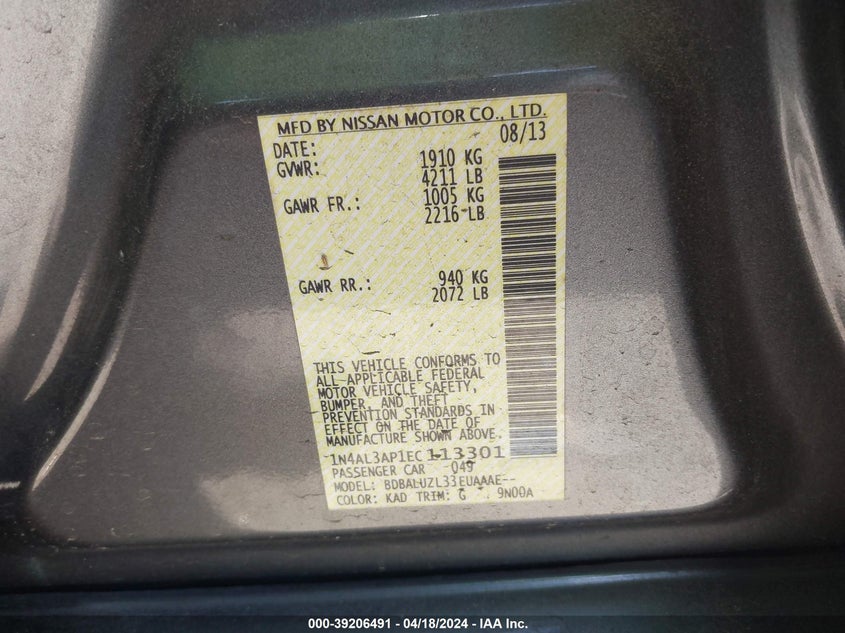 MFD BY NISSAN MOTOR CO., LTD.
DATE: 08/13
GVWR: 1910 KG
4211 LB
GAWR FR.: 1005 KG
2216 LB
GAWR RR.: 940 KG
2072 LB
THIS VEHICLE CONFORMS TO
ALL APPLICABLE FEDERAL
MOTOR VEHICLE SAFETY,
BUMPER, AND THEFT
PREVENTION STANDARDS IN
EFFECT ON THE DATE OF
MANUFACTURE SHOWN ABOVE.
1N4AL3AP1EC113301
PASSENGER CAR 049
MODEL: BDBALUZL33EUAAAE--
COLOR: KAD TRIM: G 9N00A
000-39206491 - 04/18/2024 - IAA Inc.